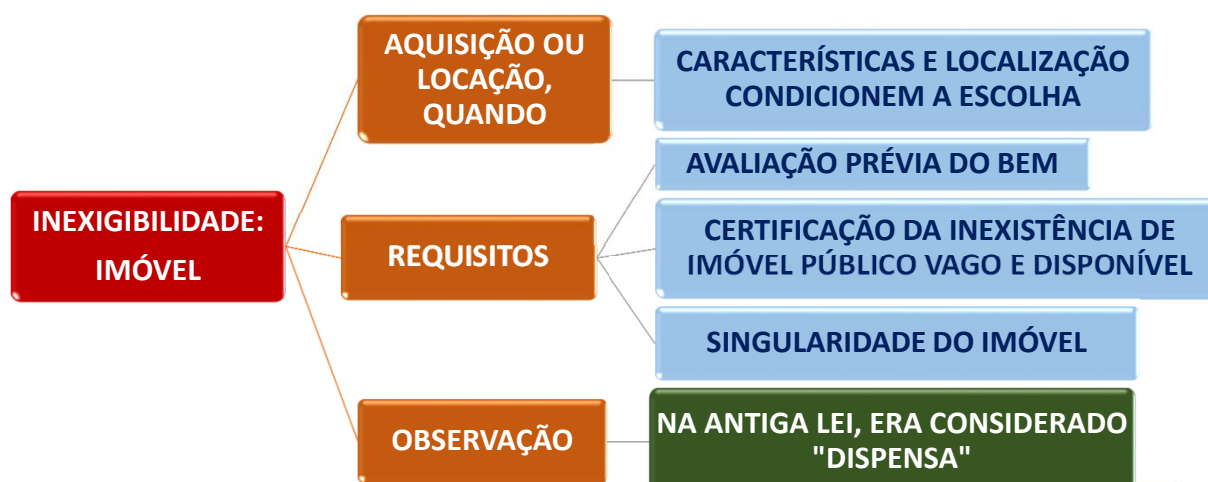 INEXIGIBILIDADE:
IMÓVEL
AQUISIÇÃO OU
LOCAÇÃO,
QUANDO
CARACTERÍSTICAS E LOCALIZAÇÃO
CONDICIONEM A ESCOLHA
REQUISITOS
AVALIAÇÃO PRÉVIA DO BEM
CERTIFICAÇÃO DA INEXISTÊNCIA DE
IMÓVEL PÚBLICO VAGO E DISPONÍVEL
SINGULARIDADE DO IMÓVEL
OBSERVAÇÃO
NA ANTIGA LEI, ERA CONSIDERADO
"DISPENSA"